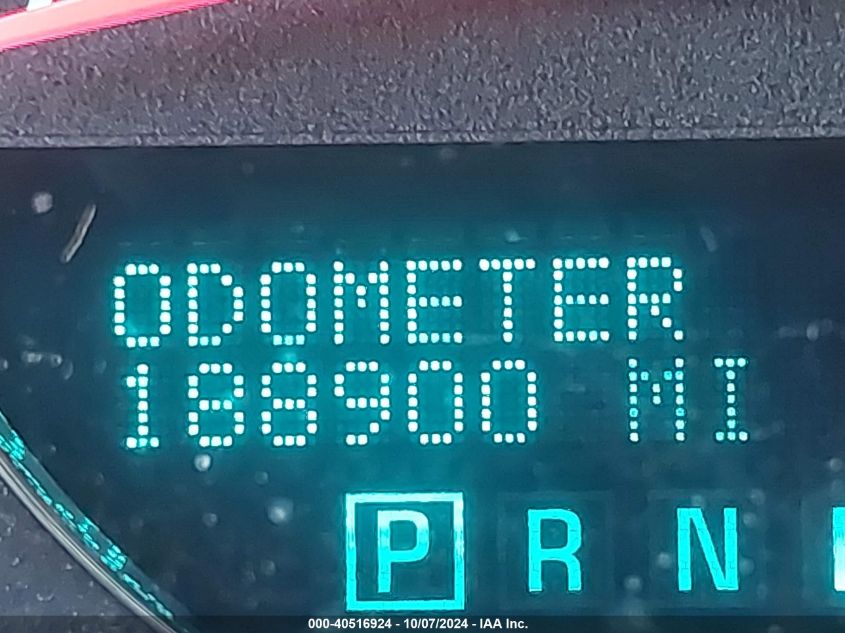 ODOMETER
188900 MI
P R N
000-40516924 - 10/07/2024 - IAA Inc.